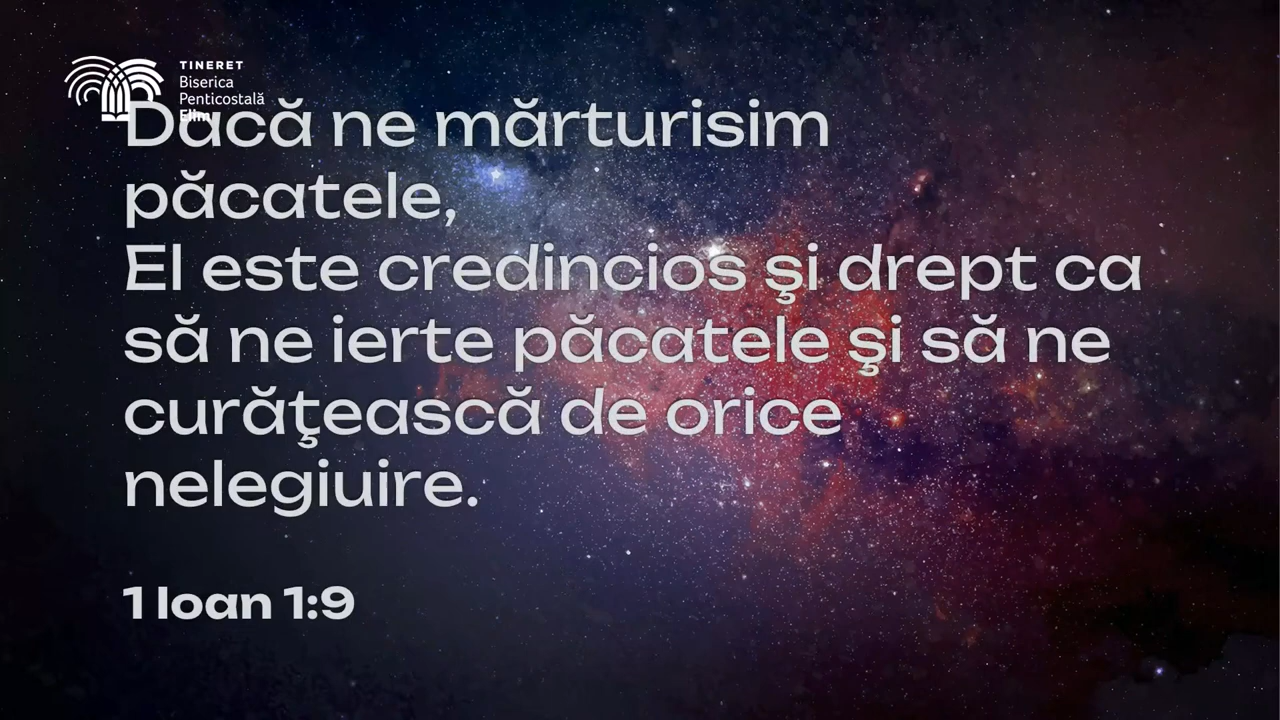 TINERET
Biserica
Penticostală
Elim
Dacă ne mărturisim
păcatele,
El este credincios şi drept ca
să ne ierte păcatele şi să ne
curăţească de orice
nelegiuire.
1 Ioan 1:9